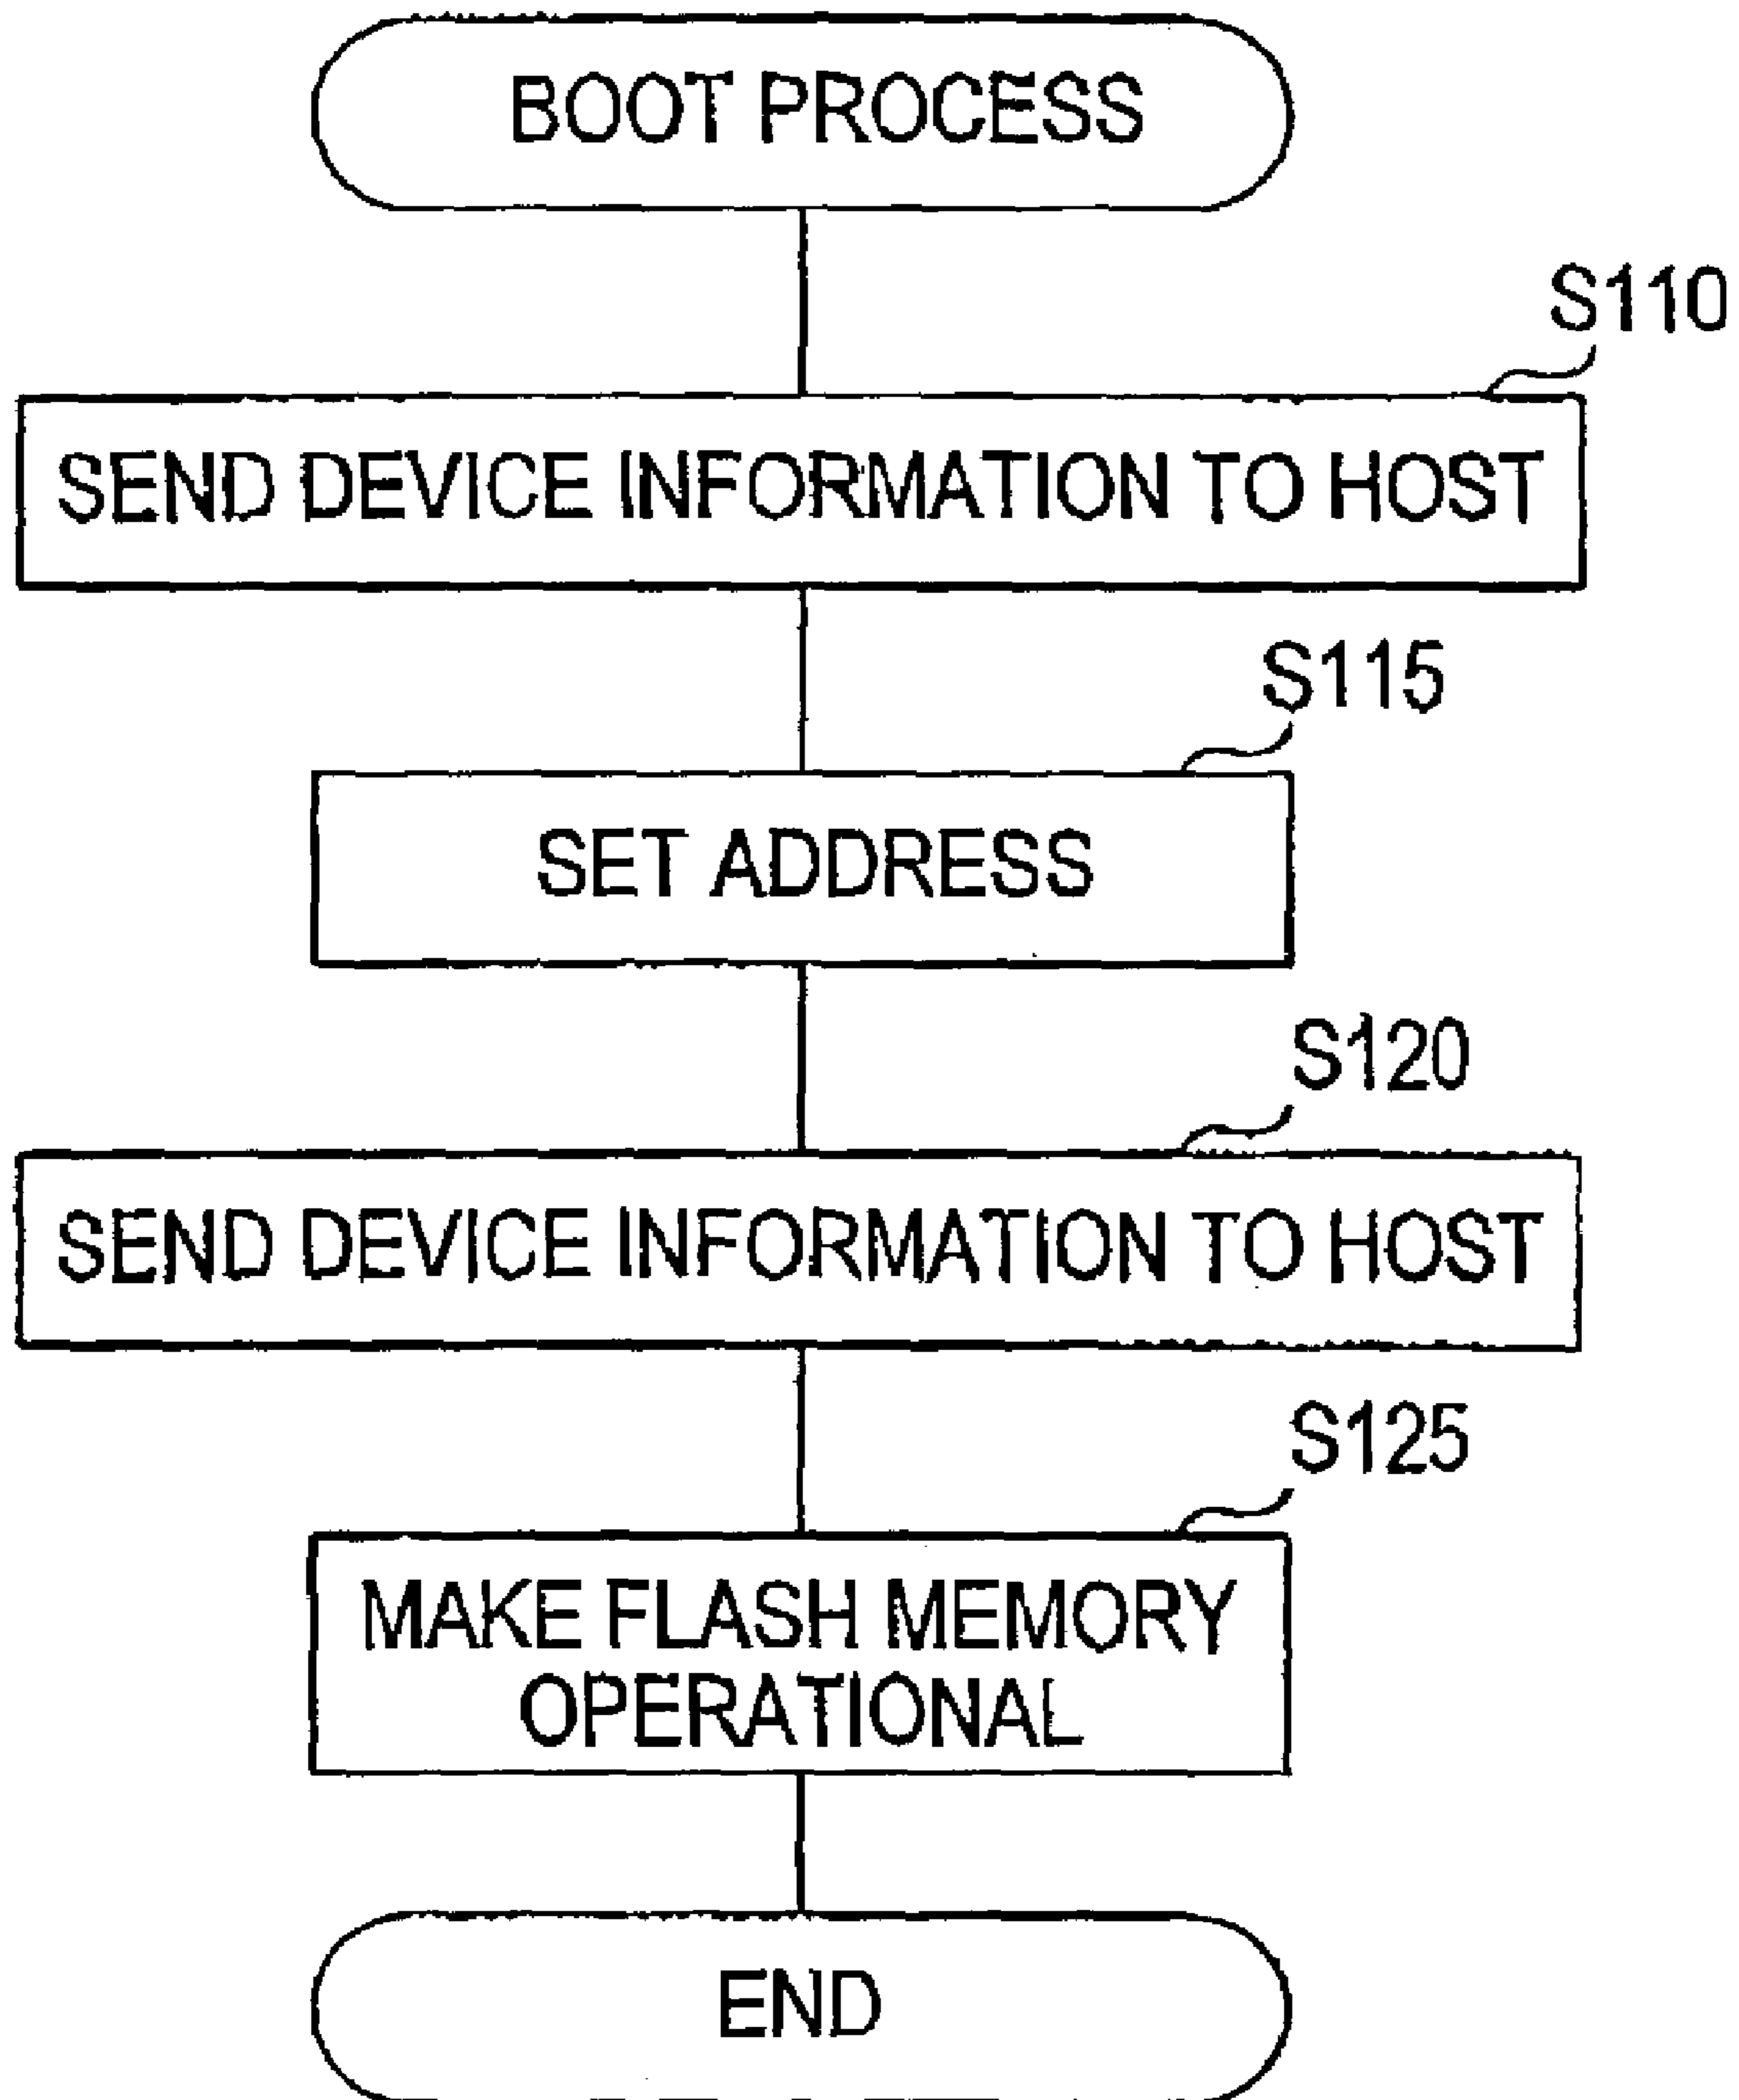 BOOT PROCESS
S110
SEND DEVICE INFORMATION TO HOST
S115
SET ADDRESS
S120
SEND DEVICE INFORMATION TO HOST
S125
MAKE FLASH MEMORY
OPERATIONAL
END